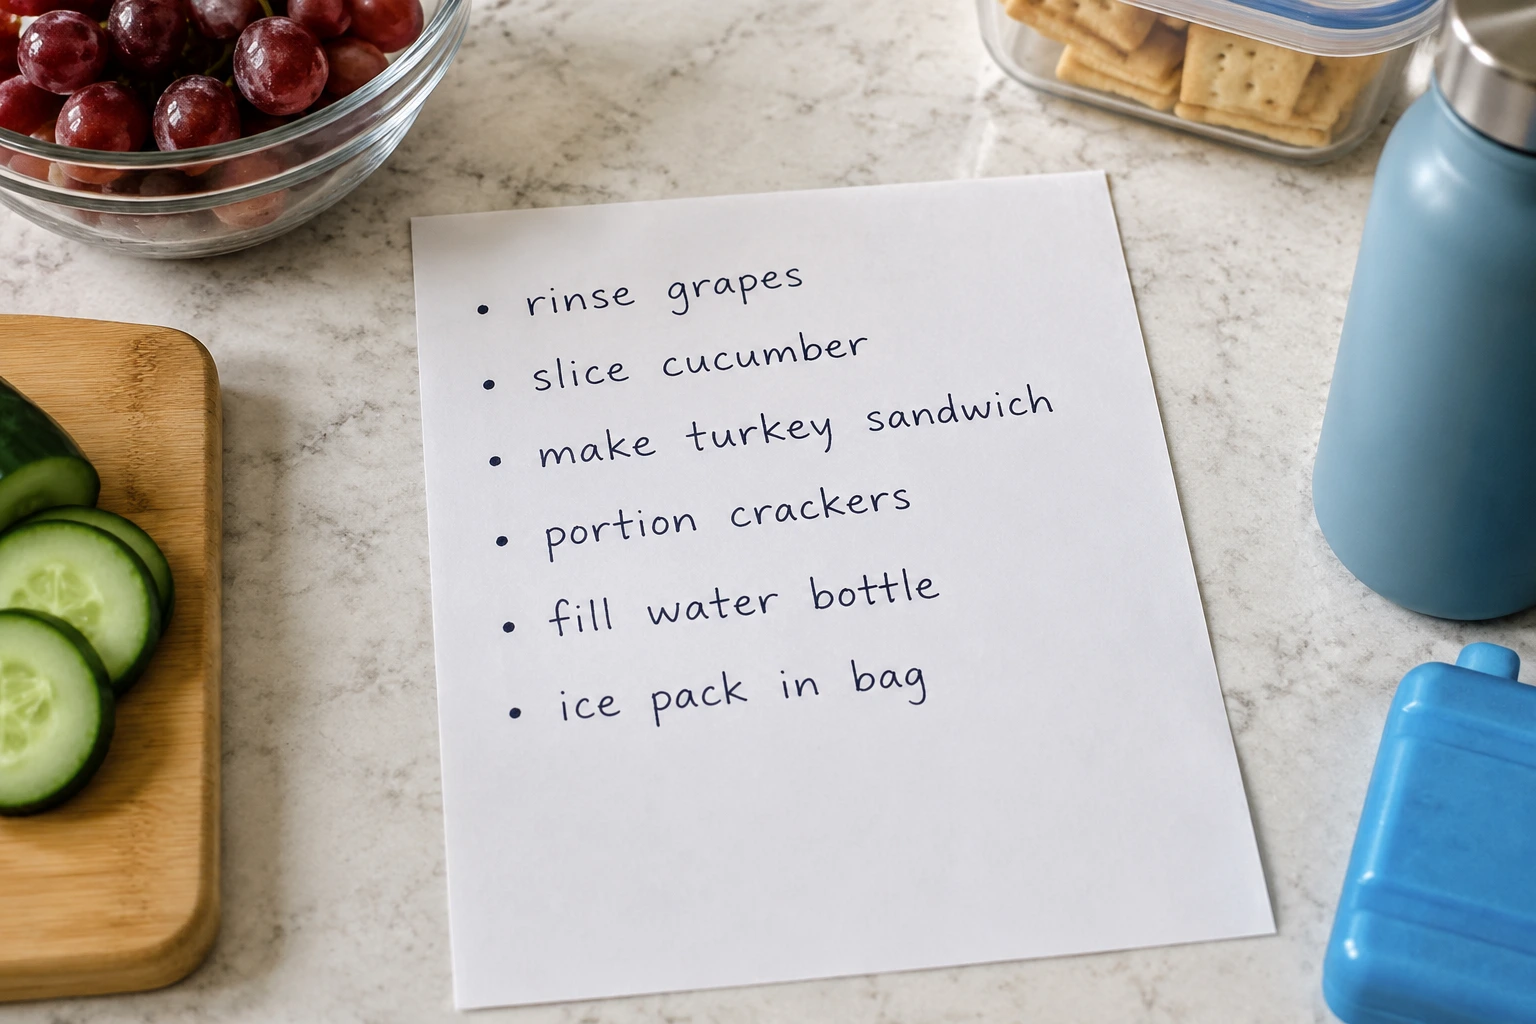 • rinse grapes
• slice cucumber
• make turkey sandwich
• portion crackers
• fill water bottle
• ice pack in bag